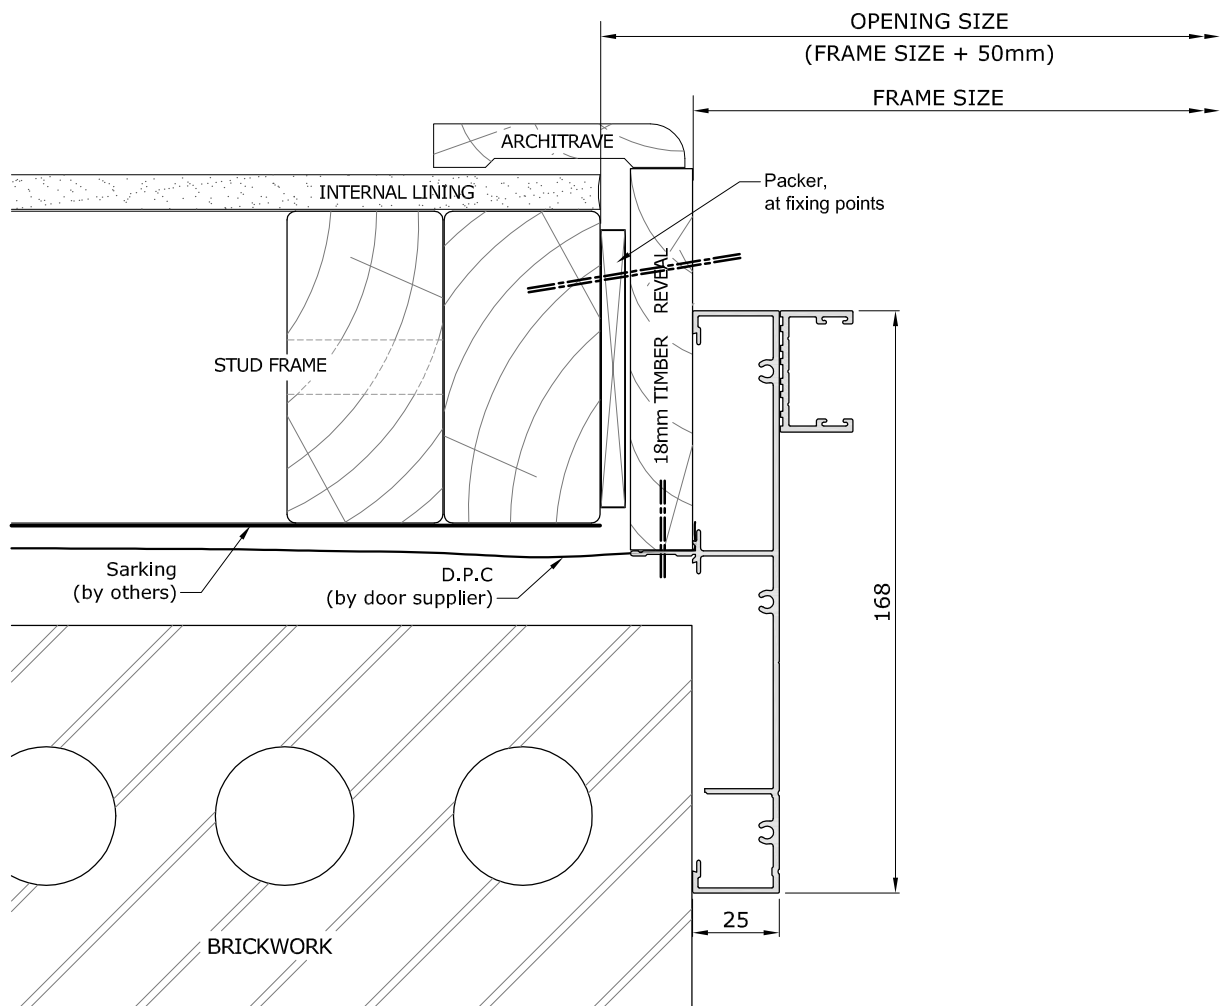 OPENING SIZE
(FRAME SIZE + 50mm)
FRAME SIZE
ARCHITRAVE
INTERNAL LINING
Packer,
at fixing points
18mm TIMBER REVEAL
STUD FRAME
Sarking
(by others)
D.P.C
(by door supplier)
168
25
BRICKWORK